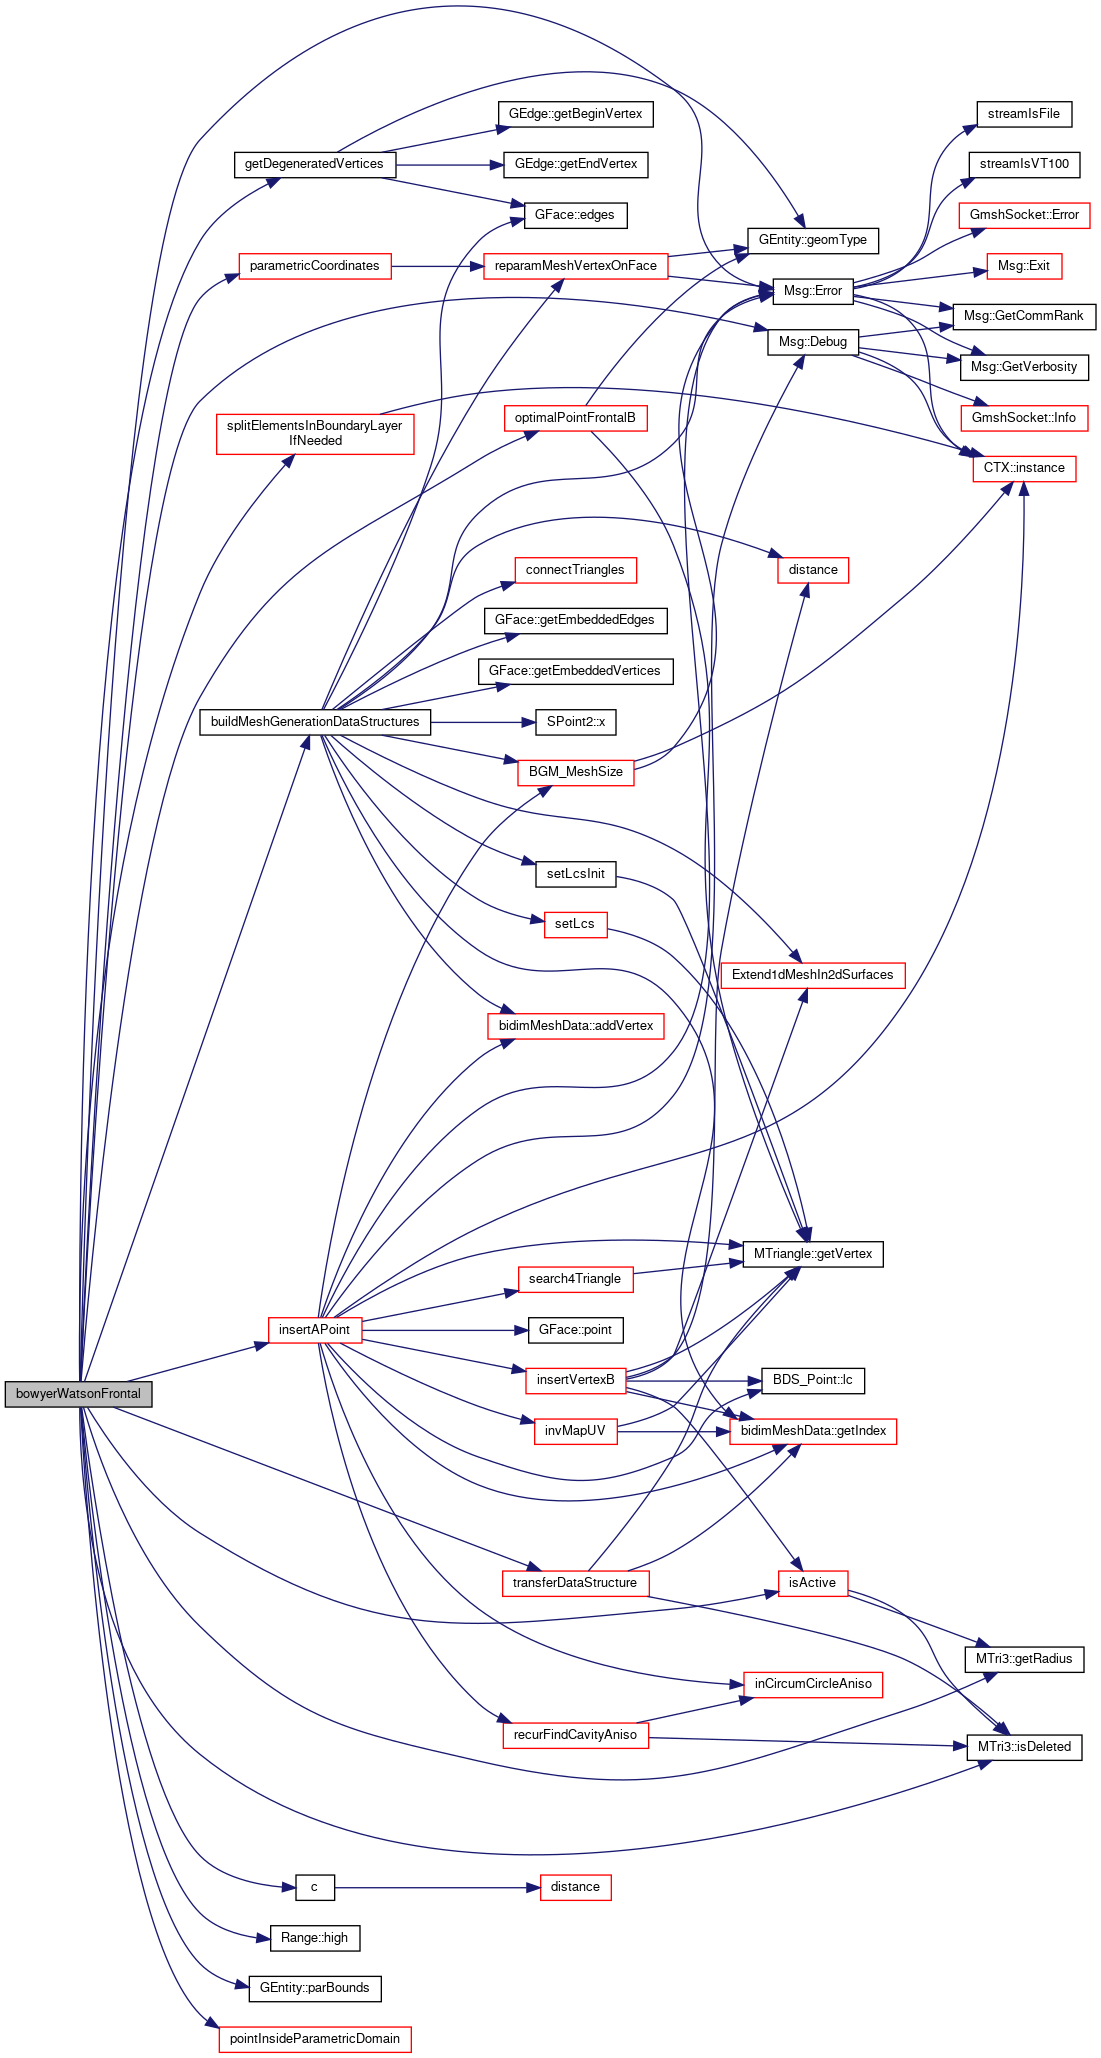 streamIsFile
GEdge::getBeginVertex
getDegeneratedVertices
GEdge::getEndVertex
streamIsVT100
GFace::edges
GmshSocket::Error
GEntity::geomType
parametricCoordinates
reparamMeshVertexOnFace
Msg::Exit
Msg::Error
Msg::GetCommRank
Msg::Debug
Msg::GetVerbosity
splitElementsInBoundaryLayer
IfNeeded
optimalPointFrontalB
GmshSocket::Info
CTX::instance
connectTriangles
distance
GFace::getEmbeddedEdges
GFace::getEmbeddedVertices
buildMeshGenerationDataStructures
SPoint2::x
BGM_MeshSize
setLcsInit
setLcs
Extend1dMeshIn2dSurfaces
bidimMeshData::addVertex
MTriangle::getVertex
search4Triangle
insertAPoint
GFace::point
bowyerWatsonFrontal
insertVertexB
BDS_Point::lc
invMapUV
bidimMeshData::getIndex
transferDataStructure
isActive
MTri3::getRadius
inCircumCircleAniso
recurFindCavityAniso
MTri3::isDeleted
c
distance
Range::high
GEntity::parBounds
pointInsideParametricDomain